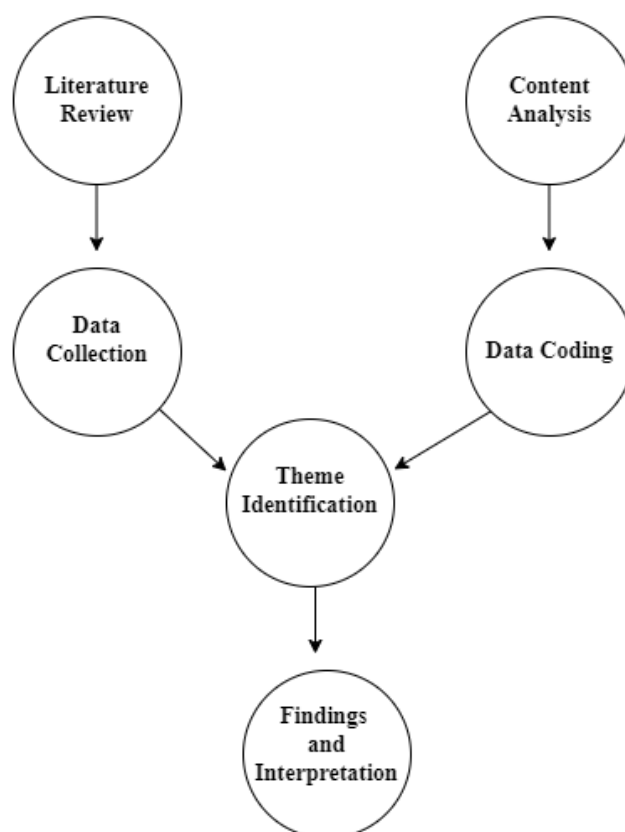 Literature
Review
Content
Analysis
Data
Collection
Data Coding
Theme
Identification
Findings
and
Interpretation